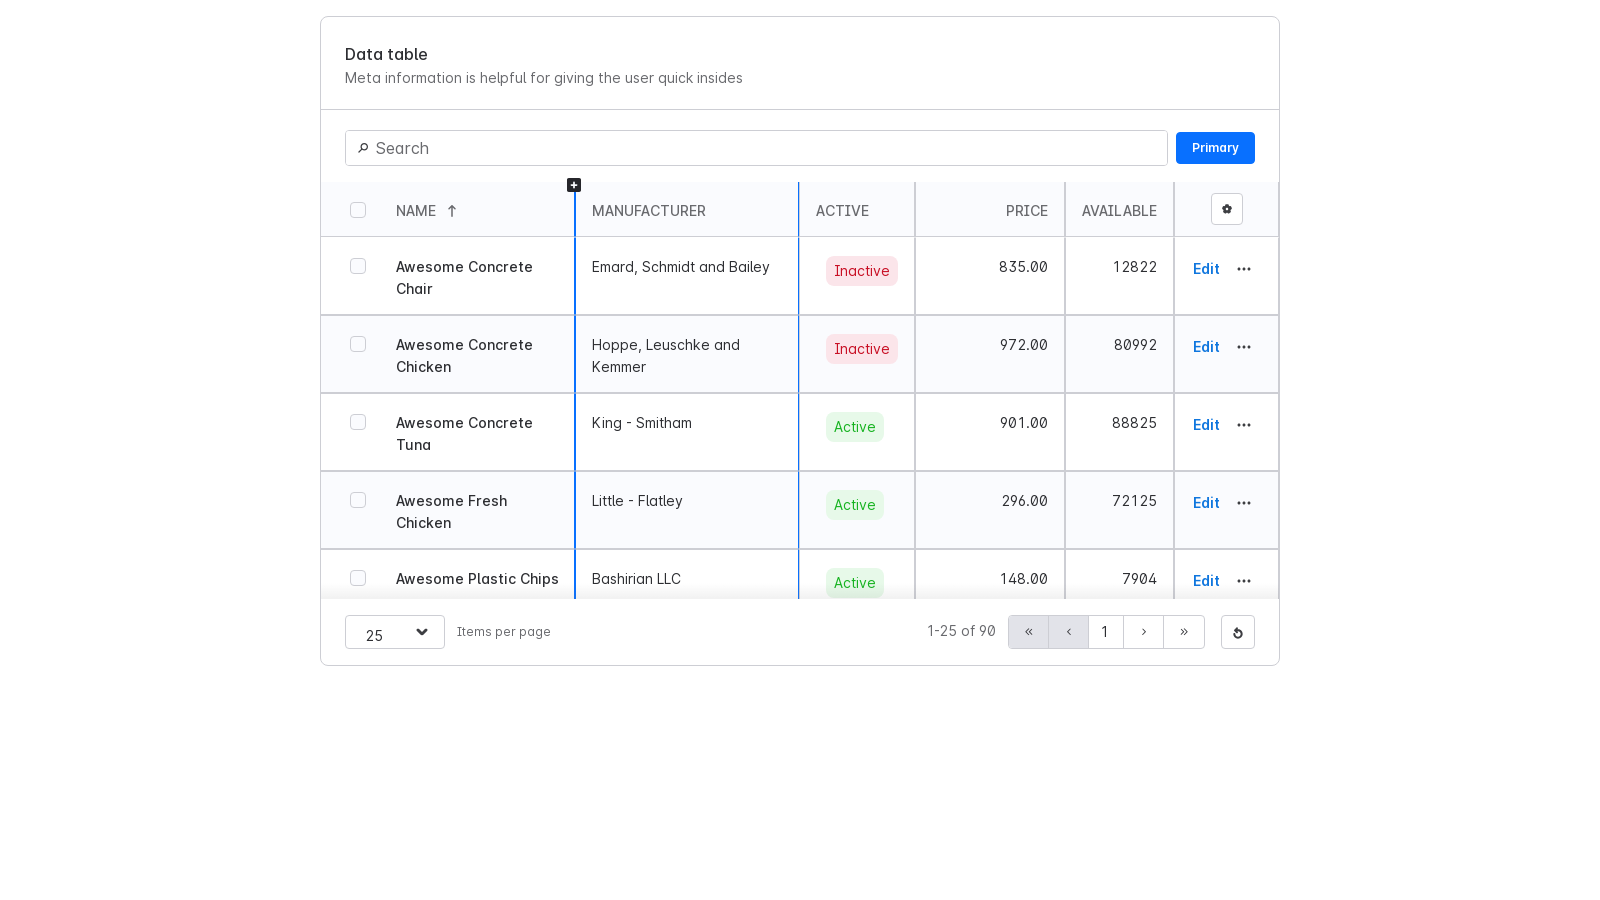 Data table
Meta information is helpful for giving the user quick insides
Search
Primary
NAME MANUFACTURER ACTIVE PRICE AVAILABLE
Awesome Concrete Chair Emard, Schmidt and Bailey Inactive 835.00 12822 Edit
Awesome Concrete Chicken Hoppe, Leuschke and Kemmer Inactive 972.00 80992 Edit
Awesome Concrete Tuna King - Smitham Active 901.00 88825 Edit
Awesome Fresh Chicken Little - Flatley Active 296.00 72125 Edit
Awesome Plastic Chips Bashirian LLC Active 148.00 7904 Edit
25 Items per page 1-25 of 90 « ‹ 1 › »